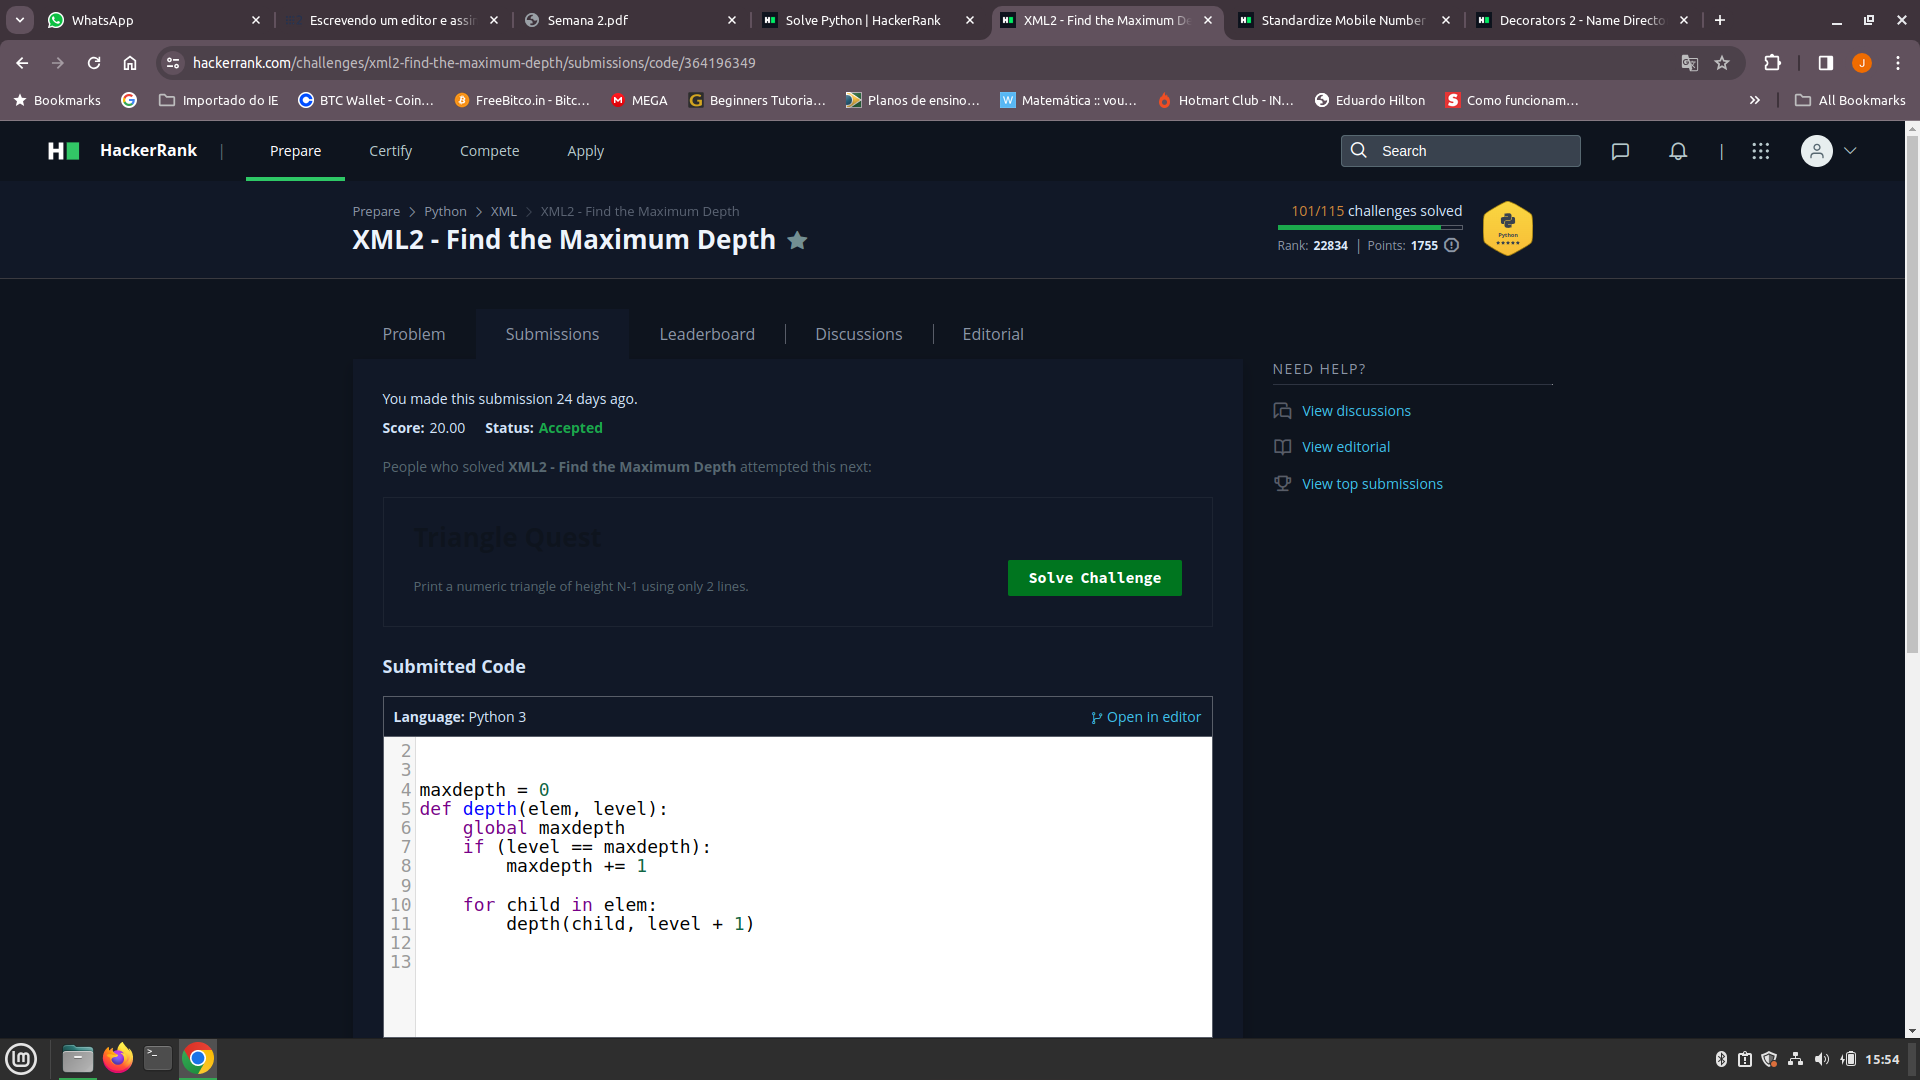 WhatsApp
Escrevendo um editor e assin
Semana 2.pdf
Solve Python | HackerRank
XML2 - Find the Maximum De
Standardize Mobile Number
Decorators 2 - Name Directo
hackerrank.com/challenges/xml2-find-the-maximum-depth/submissions/code/364196349
J
Bookmarks
Importado do IE
BTC Wallet - Coin...
FreeBitco.in - Bitc...
MEGA
Beginners Tutoria...
Planos de ensino...
Matemática :: vou...
Hotmart Club - IN...
Eduardo Hilton
Como funcionam...
All Bookmarks
HackerRank
Prepare
Certify
Compete
Apply
Search
Prepare > Python > XML > XML2 - Find the Maximum Depth
XML2 - Find the Maximum Depth
101/115 challenges solved
Rank: 22834 | Points: 1755
Python
Problem
Submissions
Leaderboard
Discussions
Editorial
NEED HELP?
View discussions
View editorial
View top submissions
You made this submission 24 days ago.
Score: 20.00 Status: Accepted
People who solved XML2 - Find the Maximum Depth attempted this next:
Triangle Quest
Print a numeric triangle of height N-1 using only 2 lines.
Solve Challenge
Submitted Code
Language: Python 3
Open in editor
2
3
4 maxdepth = 0
5 def depth(elem, level):
6     global maxdepth
7     if (level == maxdepth):
8         maxdepth += 1
9
10     for child in elem:
11         depth(child, level + 1)
12
13
15:54